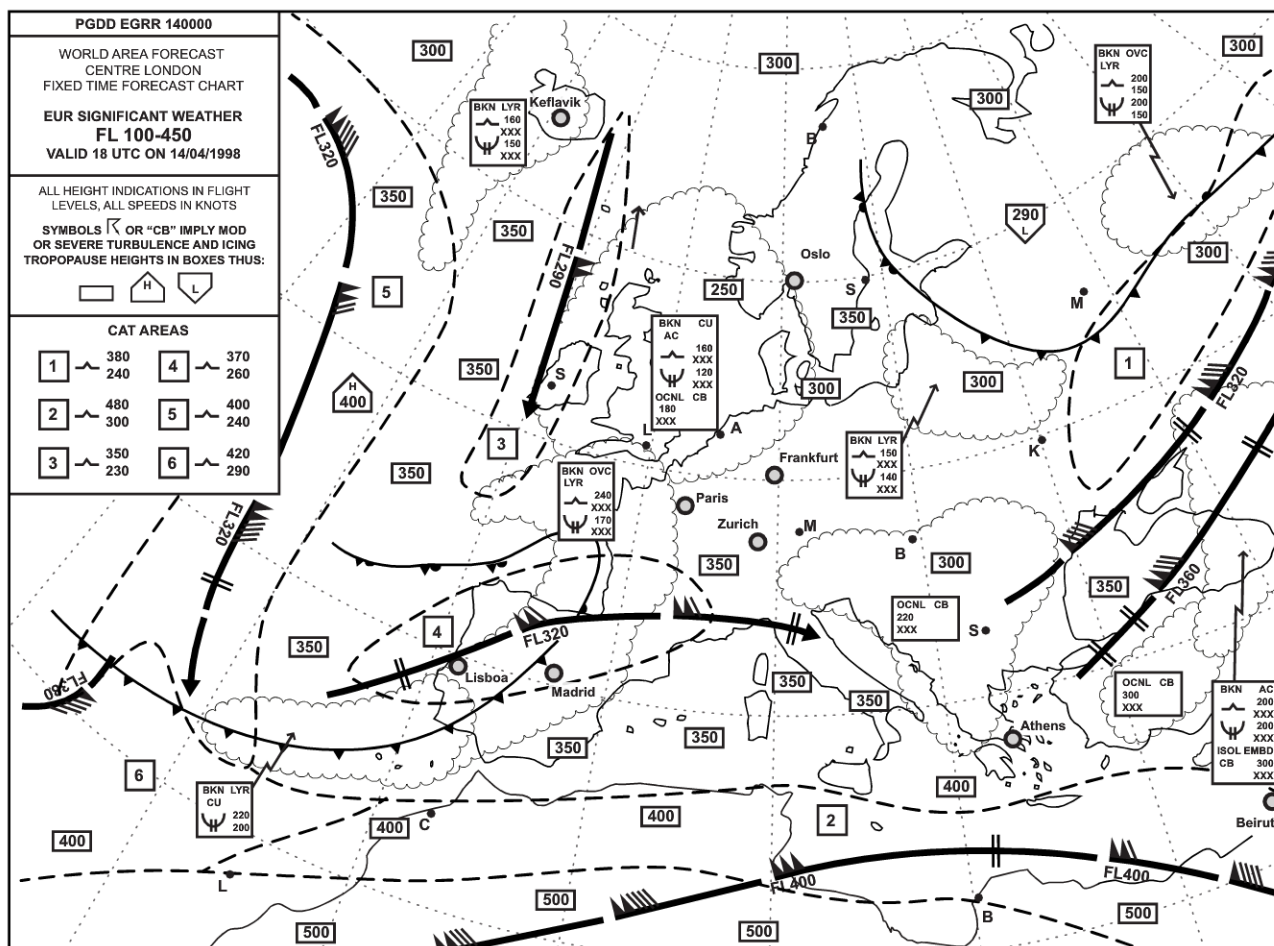 PGDD EGRR 140000
WORLD AREA FORECAST
CENTRE LONDON
FIXED TIME FORECAST CHART
EUR SIGNIFICANT WEATHER
FL 100-450
VALID 18 UTC ON 14/04/1998
ALL HEIGHT INDICATIONS IN FLIGHT
LEVELS, ALL SPEEDS IN KNOTS
SYMBOLS OR “CB” IMPLY MOD
OR SEVERE TURBULENCE AND ICING
TROPOPAUSE HEIGHTS IN BOXES THUS:
H
L
CAT AREAS
1 380
240
4 370
260
2 480
300
5 400
240
3 350
230
6 420
290
300
300
300
300
300
BKN LYR
160
XXX
150
XXX
Keflavik
BKN OVC
LYR
200
150
200
150
FL320
350
350
B
290
L
300
FL290
Oslo
5
250
S
350
M
BKN CU
AC
160
XXX
120
XXX
OCNL CB
180
XXX
350
S
H
400
300
300
1
FL320
3
L
A
350
BKN LYR
150
XXX
140
XXX
K
Frankfurt
BKN OVC
LYR
240
XXX
170
XXX
Paris
Zurich
M
B
FL320
350
300
350
FL360
OCNL CB
220
XXX
S
4
FL320
350
Lisboa
Madrid
350
350
FL380
OCNL CB
300
XXX
BKN AC
200
XXX
200
XXX
ISOL EMBD
CB 300
XXX
Athens
350
350
6
BKN LYR
CU
220
200
400
400
400
400
C
2
Beirut
L
FL400
FL400
500
500
500
500
B